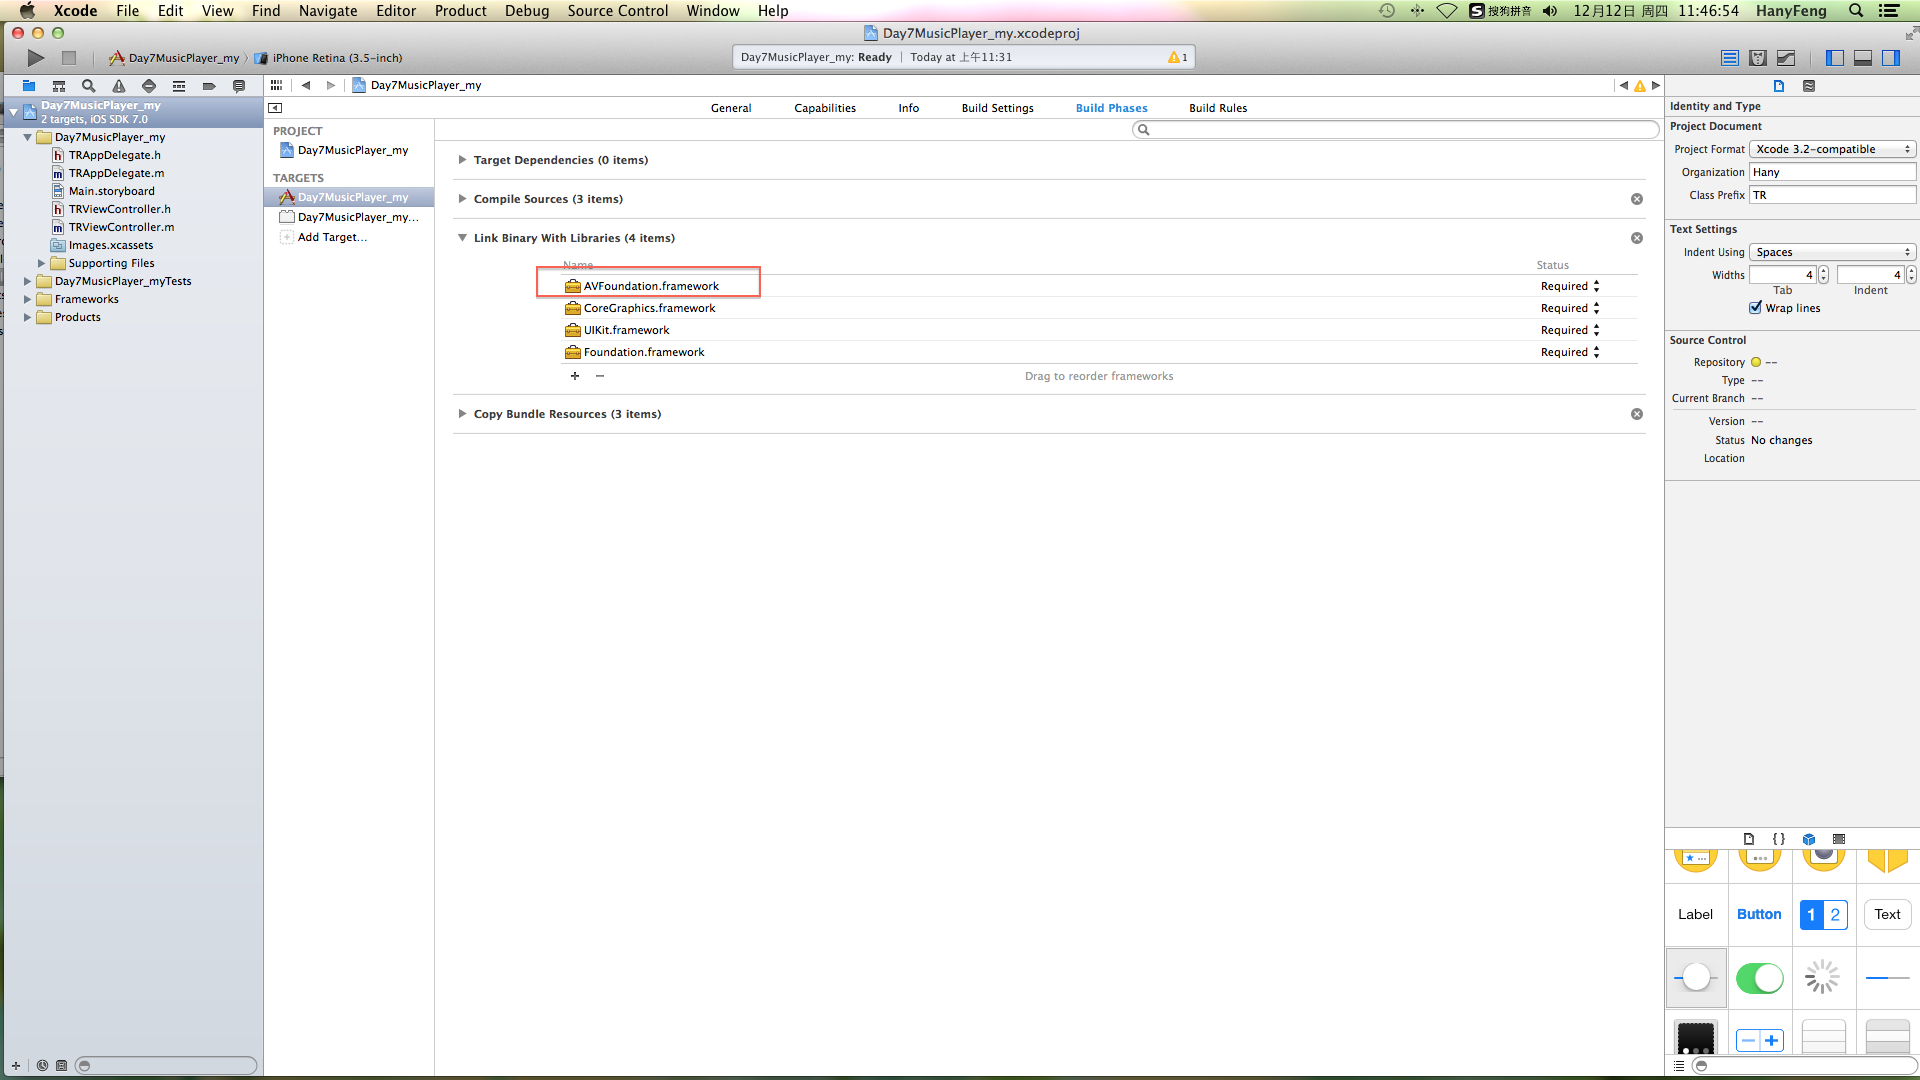 Xcode File Edit View Find Navigate Editor Product Debug Source Control Window Help
S 搜狗拼音 12月12日 周四 11:46:54 HanyFeng
Day7MusicPlayer_my.xcodeproj
Day7MusicPlayer_my iPhone Retina (3.5-inch)
Day7MusicPlayer_my: Ready Today at 上午11:31
1
Day7MusicPlayer_my
2 targets, iOS SDK 7.0
Day7MusicPlayer_my
TRAppDelegate.h
TRAppDelegate.m
Main.storyboard
TRViewController.h
TRViewController.m
Images.xcassets
Supporting Files
Day7MusicPlayer_myTests
Frameworks
Products
Day7MusicPlayer_my
General Capabilities Info Build Settings Build Phases Build Rules
PROJECT
Day7MusicPlayer_my
TARGETS
Day7MusicPlayer_my
Day7MusicPlayer_my...
Add Target...
Target Dependencies (0 items)
Compile Sources (3 items)
Link Binary With Libraries (4 items)
Name Status
AVFoundation.framework Required
CoreGraphics.framework Required
UIKit.framework Required
Foundation.framework Required
+ − Drag to reorder frameworks
Copy Bundle Resources (3 items)
Identity and Type
Project Document
Project Format Xcode 3.2-compatible
Organization Hany
Class Prefix TR
Text Settings
Indent Using Spaces
Widths 4 4
Tab Indent
Wrap lines
Source Control
Repository --
Type --
Current Branch --
Version --
Status No changes
Location
{ }
Label Button 1 2 Text